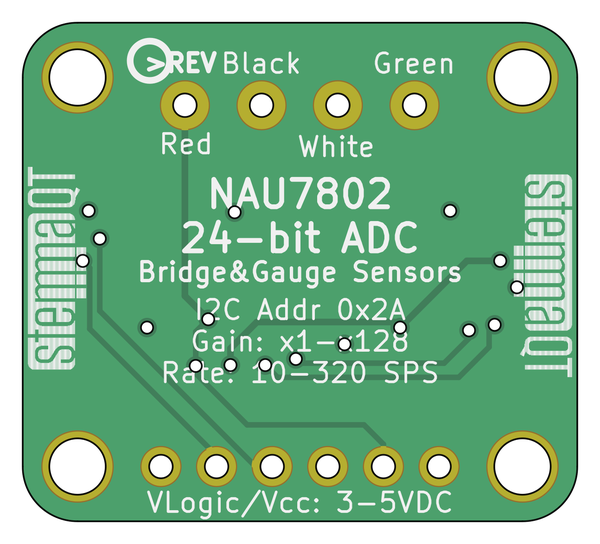 >REV
Black
Green
Red
White
NAU7802
24-bit ADC
Bridge&Gauge Sensors
I2C Addr 0x2A
Gain: x1-x128
Rate: 10-320 SPS
stemmaQT
stemmaQT
VLogic/Vcc: 3-5VDC